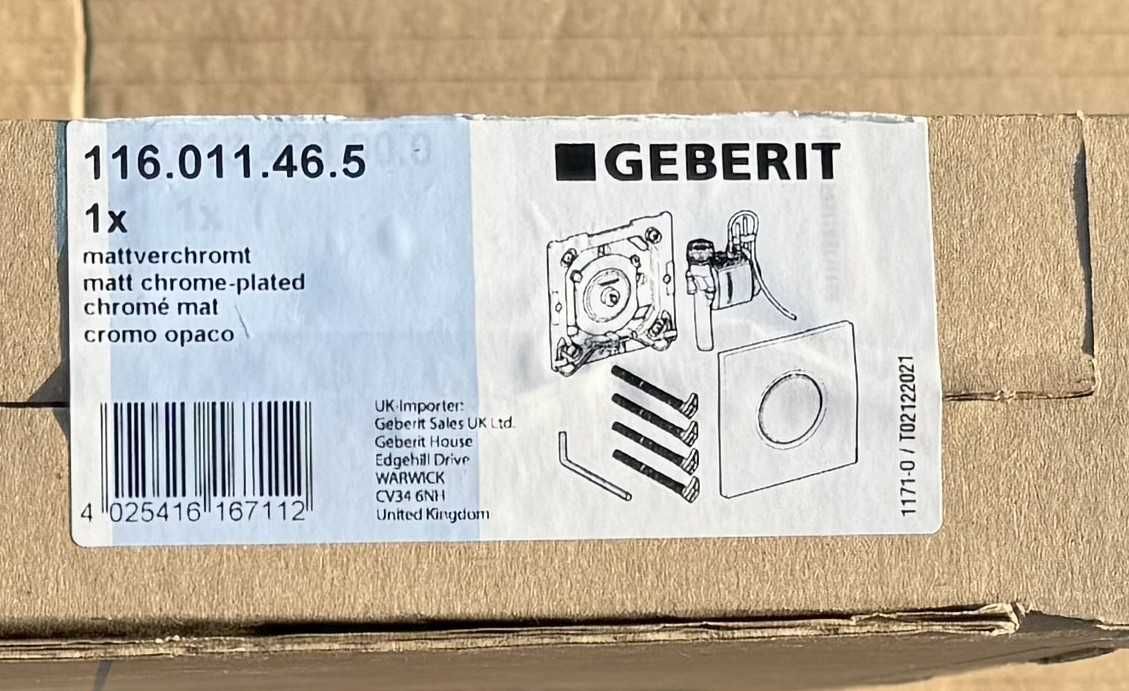 116.011.46.5
1x
mattverchromt
matt chrome-plated
chromé mat
cromo opaco
4 025416 167112
UK-Importer:
Geberit Sales UK Ltd.
Geberit House
Edgehill Drive
WARWICK
CV34 6NH
United Kingdom
GEBERIT
1171-0 / T02122021